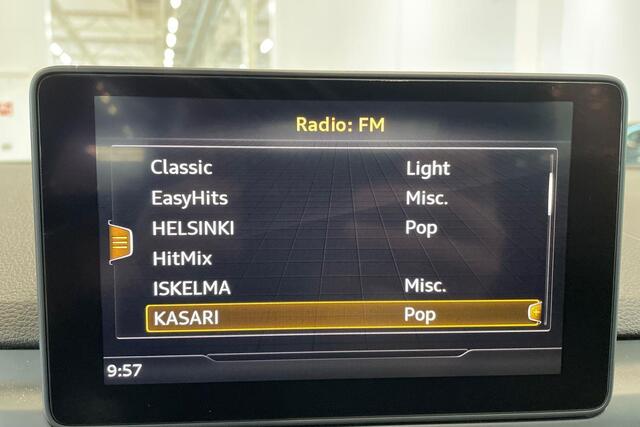 Radio: FM
Classic Light
EasyHits Misc.
HELSINKI Pop
HitMix
ISKELMA Misc.
KASARI Pop
9:57